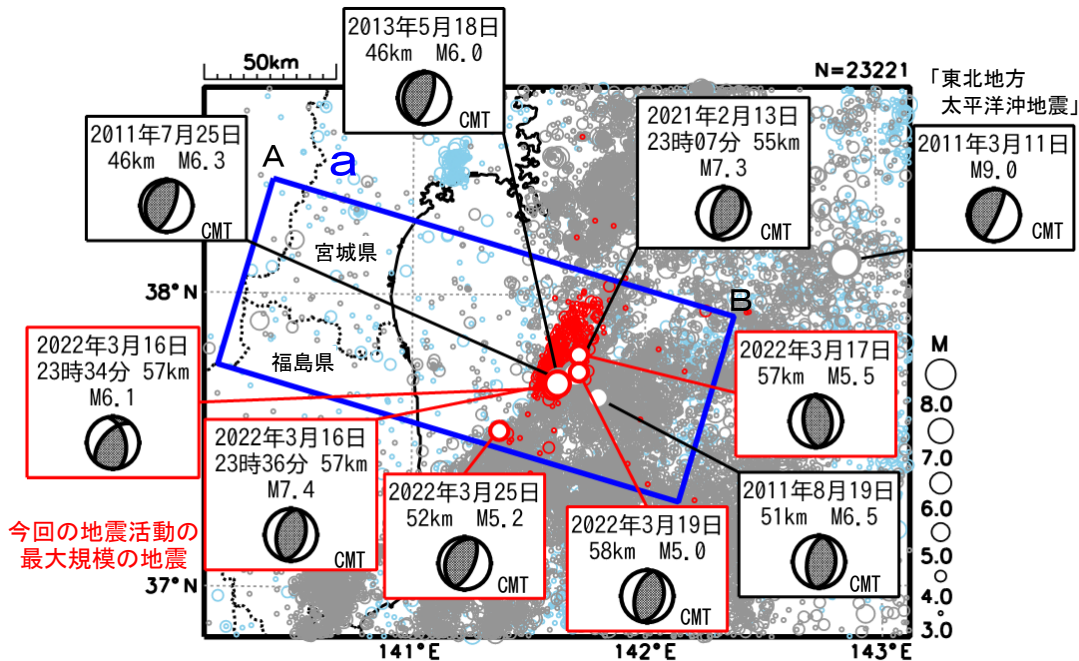 2013年5月18日
46km M6.0
CMT
50km
N=23221
「東北地方
太平洋沖地震」
2011年7月25日
46km M6.3
CMT
A
a
2021年2月13日
23時07分 55km
M7.3
CMT
2011年3月11日
M9.0
CMT
宮城県
38°N
B
福島県
2022年3月16日
23時34分 57km
M6.1
2022年3月17日
57km M5.5
CMT
M
8.0
7.0
6.0
5.0
4.0
3.0
2022年3月16日
23時36分 57km
M7.4
CMT
今回の地震活動の
最大規模の地震
2022年3月25日
52km M5.2
CMT
2022年3月19日
58km M5.0
CMT
2011年8月19日
51km M6.5
CMT
37°N
141°E
142°E
143°E